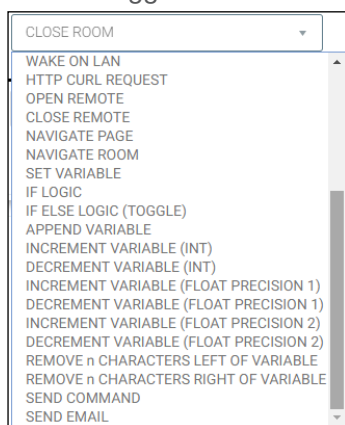 CLOSE ROOM
WAKE ON LAN
HTTP CURL REQUEST
OPEN REMOTE
CLOSE REMOTE
NAVIGATE PAGE
NAVIGATE ROOM
SET VARIABLE
IF LOGIC
IF ELSE LOGIC (TOGGLE)
APPEND VARIABLE
INCREMENT VARIABLE (INT)
DECREMENT VARIABLE (INT)
INCREMENT VARIABLE (FLOAT PRECISION 1)
DECREMENT VARIABLE (FLOAT PRECISION 1)
INCREMENT VARIABLE (FLOAT PRECISION 2)
DECREMENT VARIABLE (FLOAT PRECISION 2)
REMOVE n CHARACTERS LEFT OF VARIABLE
REMOVE n CHARACTERS RIGHT OF VARIABLE
SEND COMMAND
SEND EMAIL